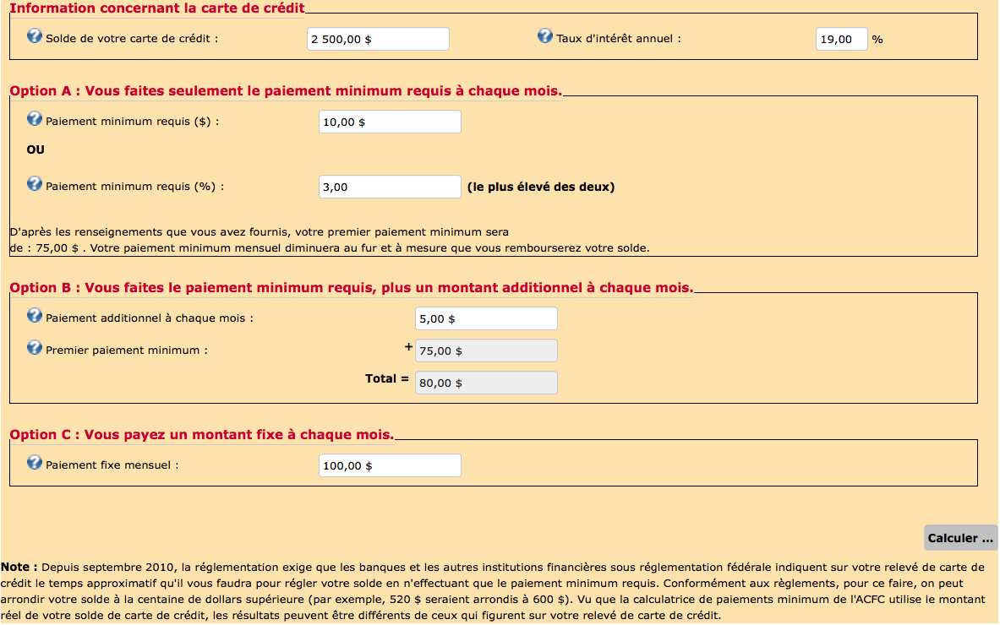 Information concernant la carte de crédit
Solde de votre carte de crédit : 2 500,00 $ Taux d'intérêt annuel : 19,00 %
Option A : Vous faites seulement le paiement minimum requis à chaque mois.
Paiement minimum requis ($) : 10,00 $
OU
Paiement minimum requis (%) : 3,00 (le plus élevé des deux)
D'après les renseignements que vous avez fournis, votre premier paiement minimum sera
de : 75,00 $ . Votre paiement minimum mensuel diminuera au fur et à mesure que vous rembourserez votre solde.
Option B : Vous faites le paiement minimum requis, plus un montant additionnel à chaque mois.
Paiement additionnel à chaque mois : 5,00 $
Premier paiement minimum : + 75,00 $
Total = 80,00 $
Option C : Vous payez un montant fixe à chaque mois.
Paiement fixe mensuel : 100,00 $
Calculer ...
Note : Depuis septembre 2010, la réglementation exige que les banques et les autres institutions financières sous réglementation fédérale indiquent sur votre relevé de carte de
crédit le temps approximatif qu'il vous faudra pour régler votre solde en n'effectuant que le paiement minimum requis. Conformément aux règlements, pour ce faire, on peut
arrondir votre solde à la centaine de dollars supérieure (par exemple, 520 $ seraient arrondis à 600 $). Vu que la calculatrice de paiements minimum de l'ACFC utilise le montant
réel de votre solde de carte de crédit, les résultats peuvent être différents de ceux qui figurent sur votre relevé de carte de crédit.